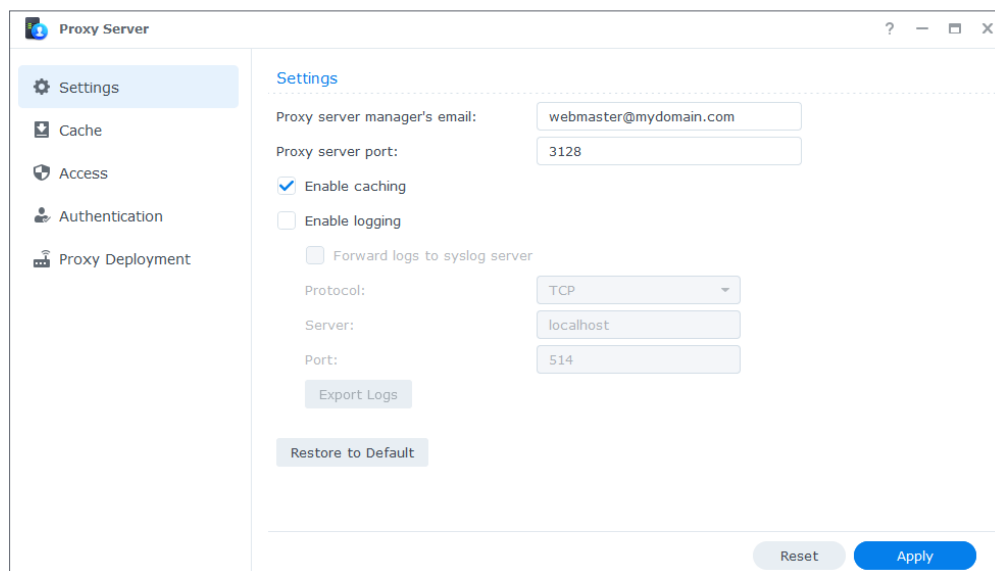 Proxy Server
?
Settings
Cache
Access
Authentication
Proxy Deployment
Settings
Proxy server manager's email: webmaster@mydomain.com
Proxy server port: 3128
Enable caching
Enable logging
Forward logs to syslog server
Protocol: TCP
Server: localhost
Port: 514
Export Logs
Restore to Default
Reset Apply